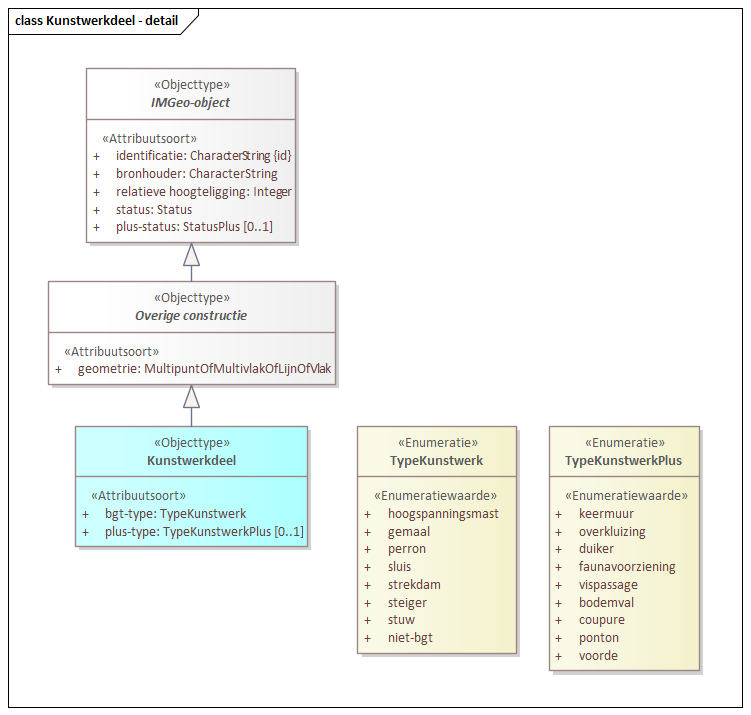 class Kunstwerkdeel - detail
«Objecttype»
IMGeo-object
«Attribuutsoort»
+ identificatie: CharacterString {id}
+ bronhouder: CharacterString
+ relatieve hoogteligging: Integer
+ status: Status
+ plus-status: StatusPlus [0..1]
«Objecttype»
Overige constructie
«Attribuutsoort»
+ geometrie: MultipuntOfMultivlakOfLijnOfVlak
«Objecttype»
Kunstwerkdeel
«Attribuutsoort»
+ bgt-type: TypeKunstwerk
+ plus-type: TypeKunstwerkPlus [0..1]
«Enumeratie»
TypeKunstwerk
«Enumeratiewaarde»
+ hoogspanningsmast
+ gemaal
+ perron
+ sluis
+ strekdam
+ steiger
+ stuw
+ niet-bgt
«Enumeratie»
TypeKunstwerkPlus
«Enumeratiewaarde»
+ keermuur
+ overkluizing
+ duiker
+ faunavoorziening
+ vispassage
+ bodemval
+ coupure
+ ponton
+ voorde